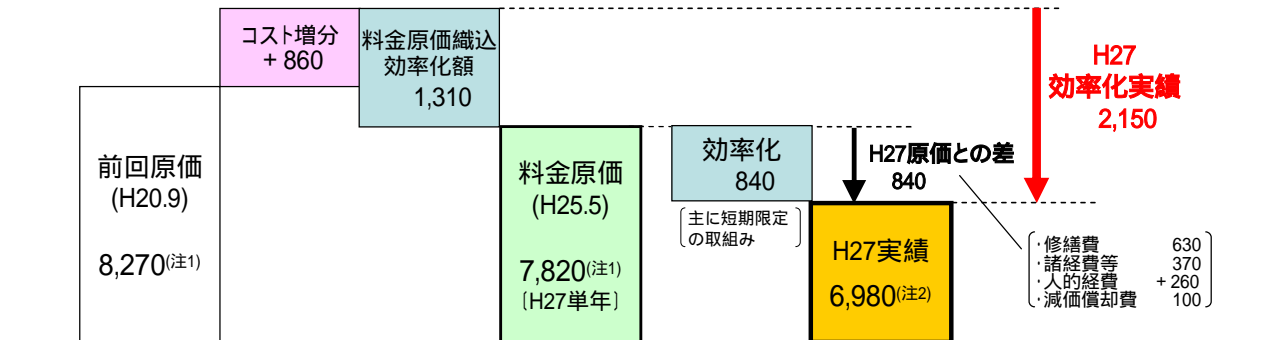 コスト増分
+ 860
料金原価織込
効率化額
1,310
H27
効率化実績
2,150
前回原価
(H20.9)
8,270(注1)
料金原価
(H25.5)
7,820(注1)
〔H27単年〕
効率化
840
主に短期限定
の取組み
H27原価との差
840
H27実績
6,980(注2)
・修繕費 630
・諸経費等 370
・人的経費 + 260
・減価償却費 100